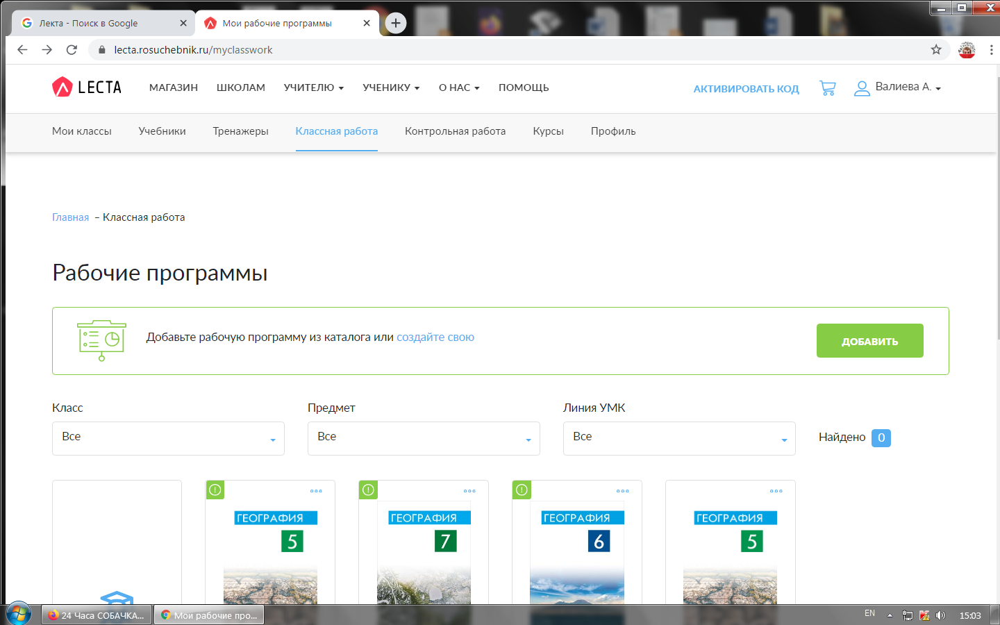 Лекта - Поиск в Google
Мои рабочие программы
lecta.rosuchebnik.ru/myclasswork
LECTA
МАГАЗИН
ШКОЛАМ
УЧИТЕЛЮ
УЧЕНИКУ
О НАС
ПОМОЩЬ
АКТИВИРОВАТЬ КОД
Валиева А.
Мои классы
Учебники
Тренажеры
Классная работа
Контрольная работа
Курсы
Профиль
Главная – Классная работа
Рабочие программы
Добавьте рабочую программу из каталога или создайте свою
ДОБАВИТЬ
Класс
Предмет
Линия УМК
Все
Все
Все
Найдено 0
ГЕОГРАФИЯ
5
ГЕОГРАФИЯ
7
ГЕОГРАФИЯ
6
ГЕОГРАФИЯ
5
24 Часа СОБАЧКА...
Мои рабочие про...
EN
15:03